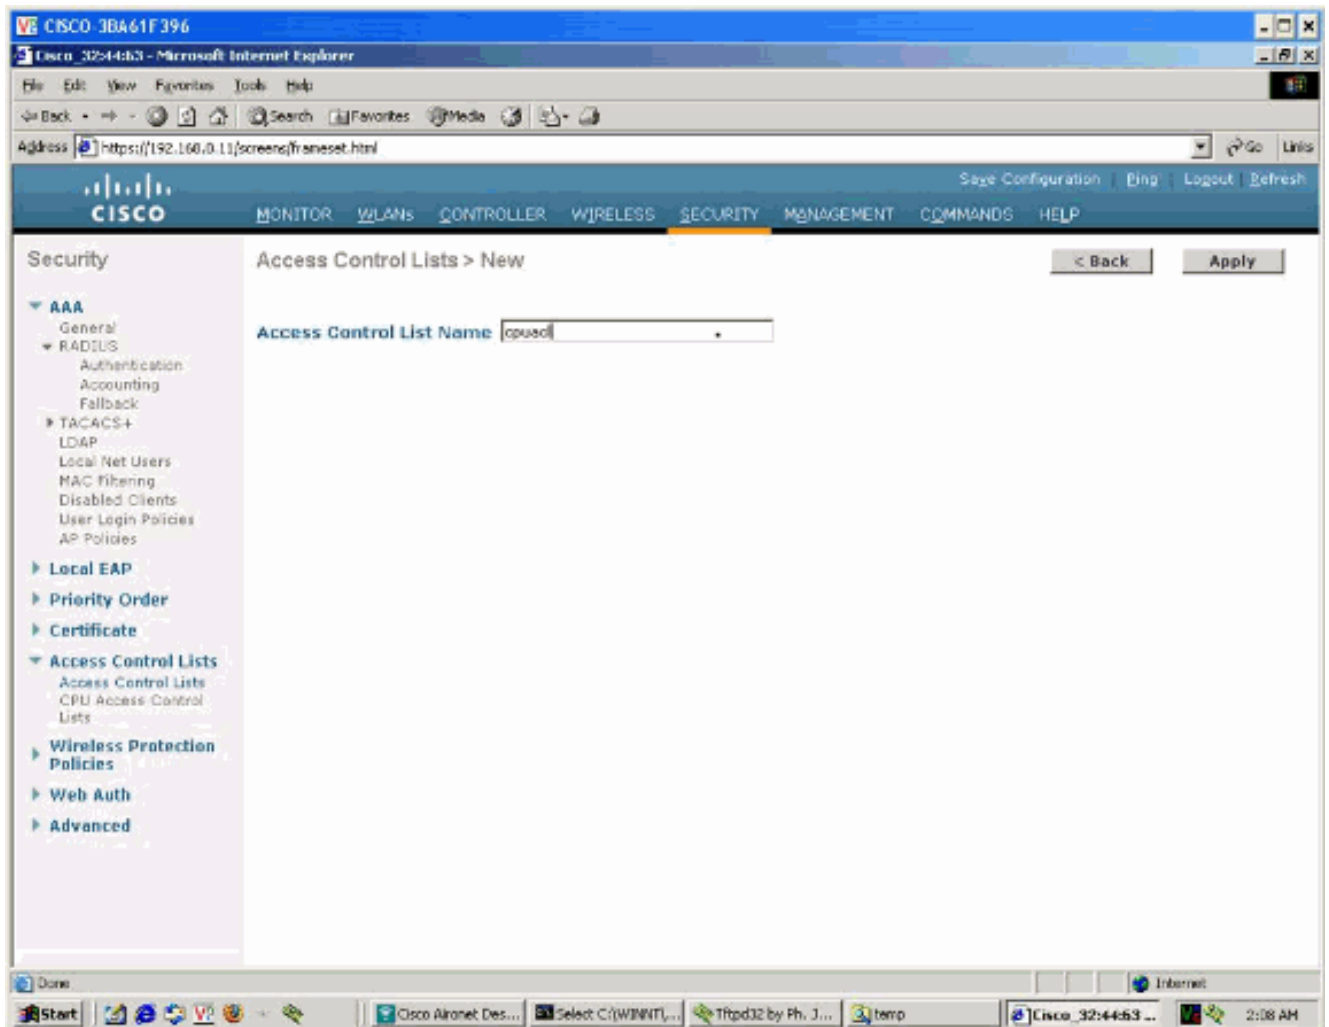 CISCO-3BA61F396
Cisco_32:44:63 - Microsoft Internet Explorer
File Edit View Favorites Tools Help
Back Search Favorites Media
Address https://192.168.0.11/screens/frameset.html Go Links
Save Configuration Ping Logout Refresh
CISCO MONITOR WLANs CONTROLLER WIRELESS SECURITY MANAGEMENT COMMANDS HELP
Security
Access Control Lists > New
< Back Apply
Access Control List Name cpuacl
AAA
General
RADIUS
Authentication
Accounting
Fallback
TACACS+
LDAP
Local Net Users
MAC Filtering
Disabled Clients
User Login Policies
AP Policies
Local EAP
Priority Order
Certificate
Access Control Lists
Access Control Lists
CPU Access Control
Lists
Wireless Protection
Policies
Web Auth
Advanced
Done Internet
Start Cisco Aironet Des... Select C:\WINNT\... Tftpd32 by Ph. J... temp Cisco_32:44:63 ... 2:08 AM